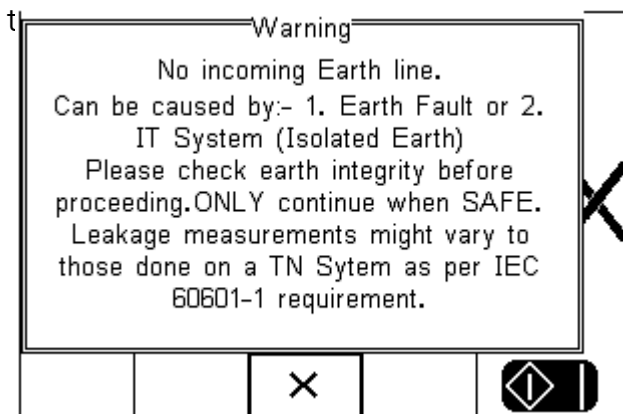 t
Warning
No incoming Earth line.
Can be caused by:- 1. Earth Fault or 2.
IT System (Isolated Earth)
Please check earth integrity before
proceeding.ONLY continue when SAFE.
Leakage measurements might vary to
those done on a TN Sytem as per IEC
60601-1 requirement.